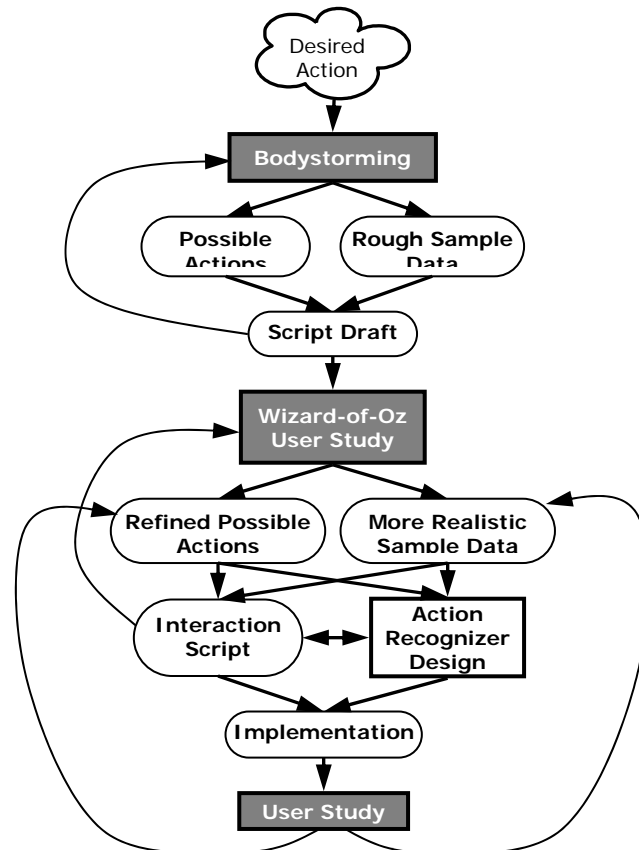 Desired
Action
Bodystorming
Possible
Actions
Rough Sample
Data
Script Draft
Wizard-of-Oz
User Study
Refined Possible
Actions
More Realistic
Sample Data
Interaction
Script
Action
Recognizer
Design
Implementation
User Study